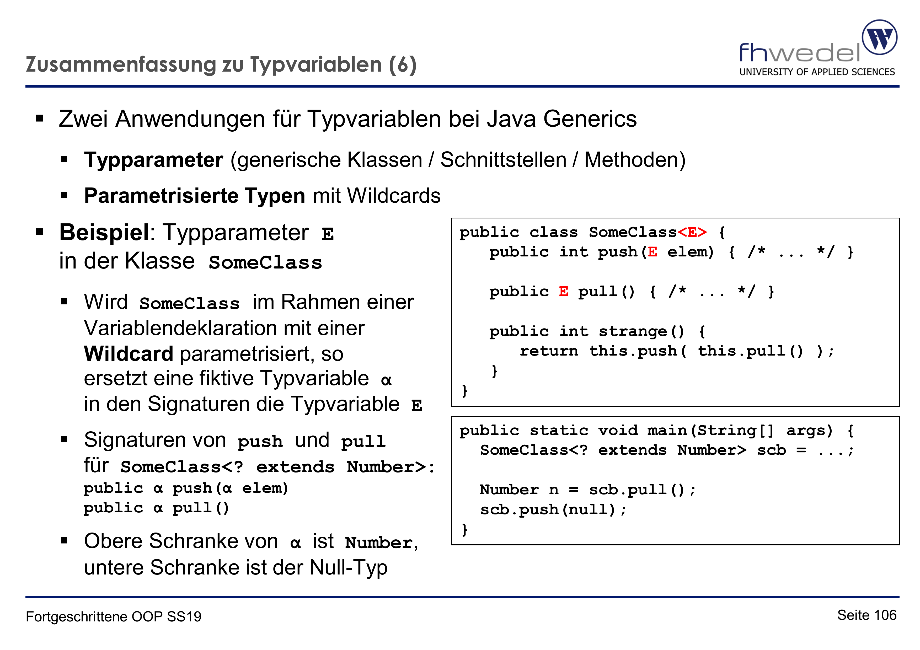 Zusammenfassung zu Typvariablen (6)
fhwedel
UNIVERSITY OF APPLIED SCIENCES
▪ Zwei Anwendungen für Typvariablen bei Java Generics
▪ Typparameter (generische Klassen / Schnittstellen / Methoden)
▪ Parametrisierte Typen mit Wildcards
▪ Beispiel: Typparameter E
in der Klasse SomeClass
▪ Wird SomeClass im Rahmen einer
Variablendeklaration mit einer
Wildcard parametrisiert, so
ersetzt eine fiktive Typvariable α
in den Signaturen die Typvariable E
▪ Signaturen von push und pull
für SomeClass<? extends Number>:
public α push(α elem)
public α pull()
▪ Obere Schranke von α ist Number,
untere Schranke ist der Null-Typ
public class SomeClass<E> {
public int push(E elem) { /* ... */ }
public E pull() { /* ... */ }
public int strange() {
return this.push( this.pull() );
}
}
public static void main(String[] args) {
SomeClass<? extends Number> scb = ...;
Number n = scb.pull();
scb.push(null);
}
Fortgeschrittene OOP SS19
Seite 106